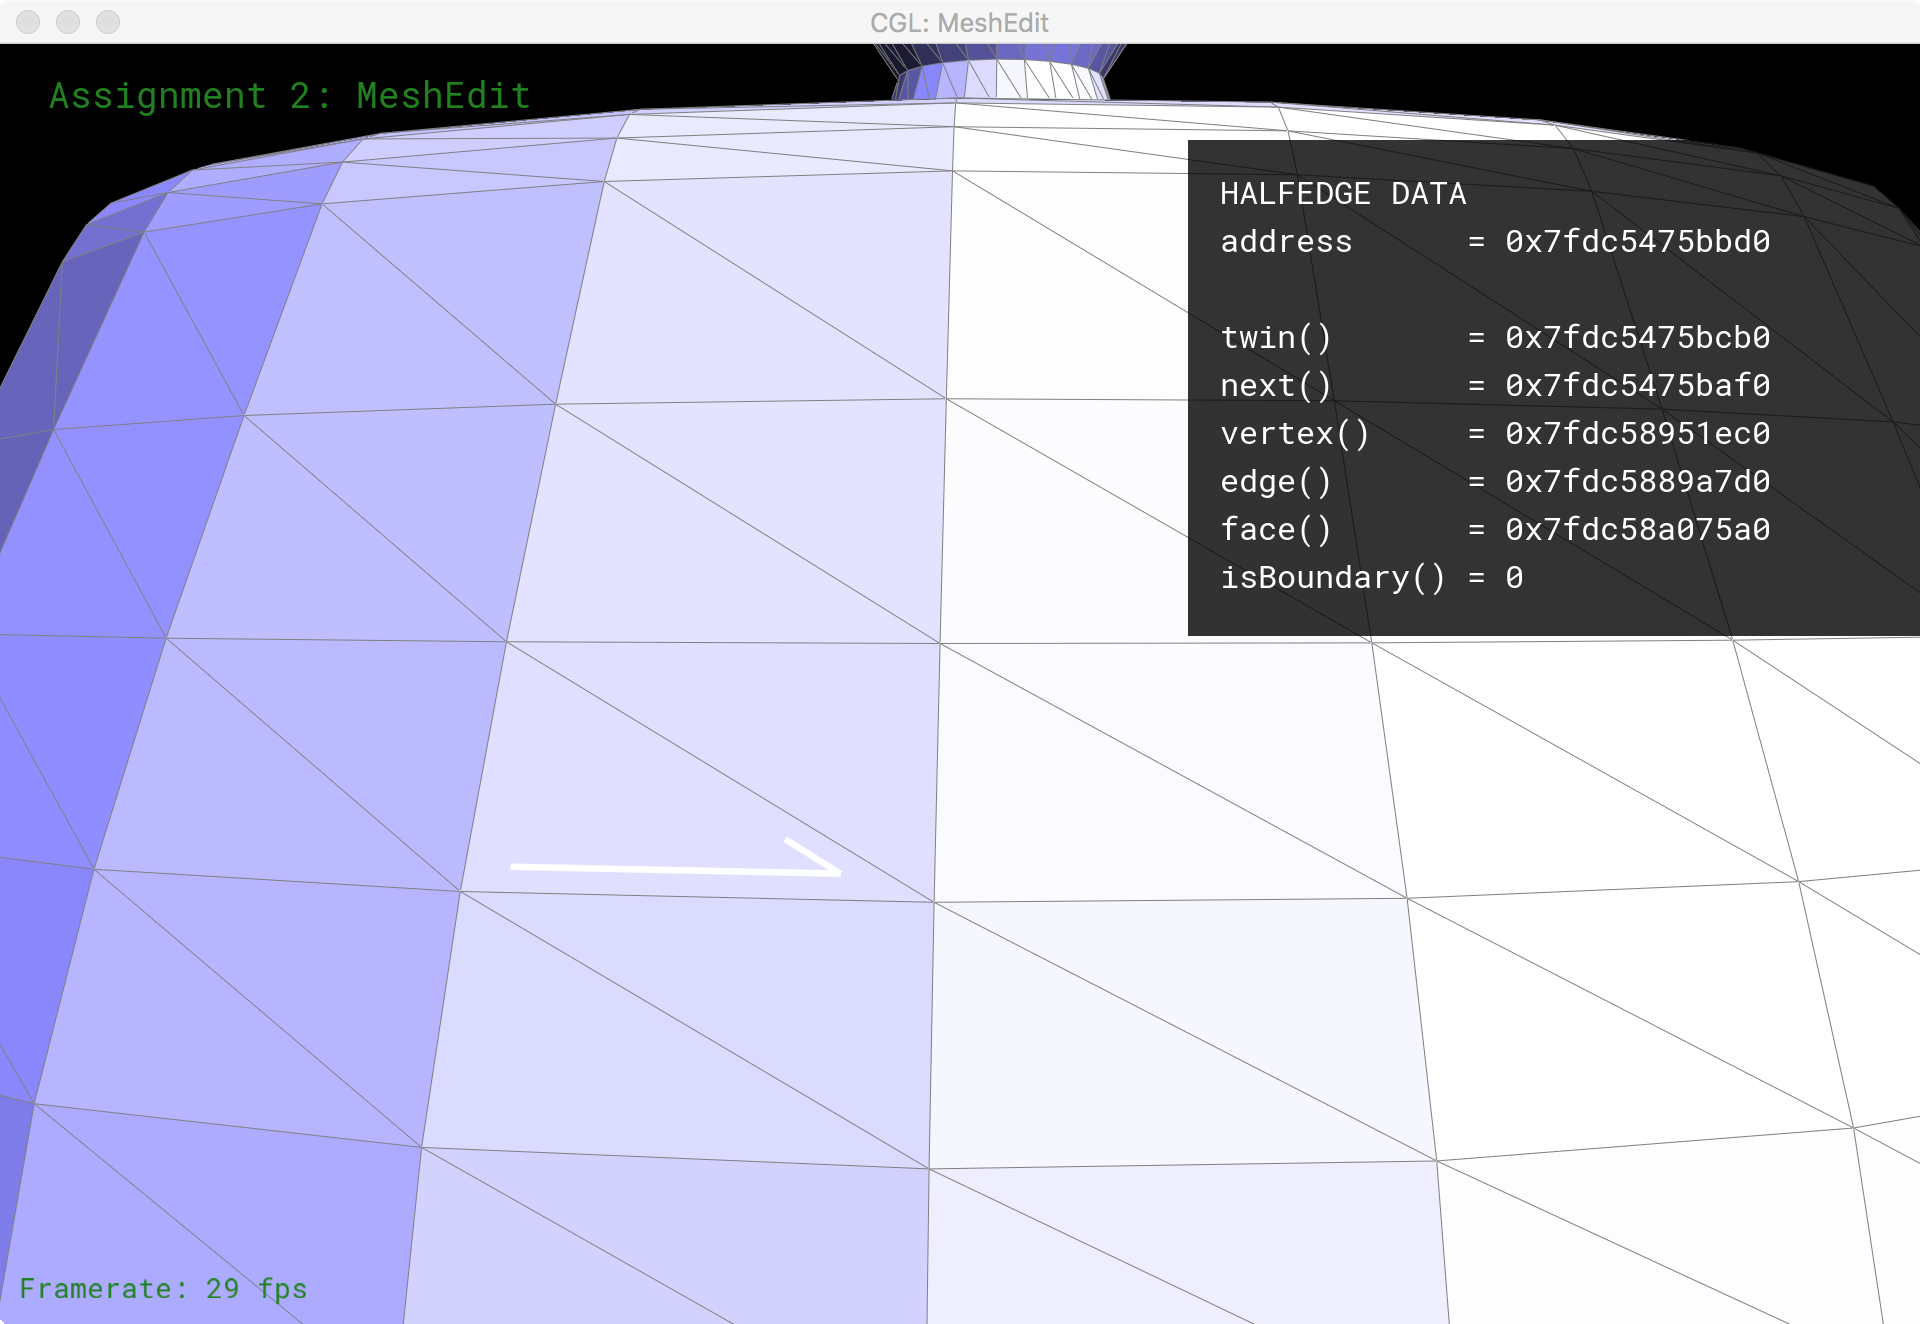 CGL: MeshEdit
Assignment 2: MeshEdit
HALFEDGE DATA
address = 0x7fdc5475bbd0
twin() = 0x7fdc5475bcb0
next() = 0x7fdc5475baf0
vertex() = 0x7fdc58951ec0
edge() = 0x7fdc5889a7d0
face() = 0x7fdc58a075a0
isBoundary() = 0
Framerate: 29 fps